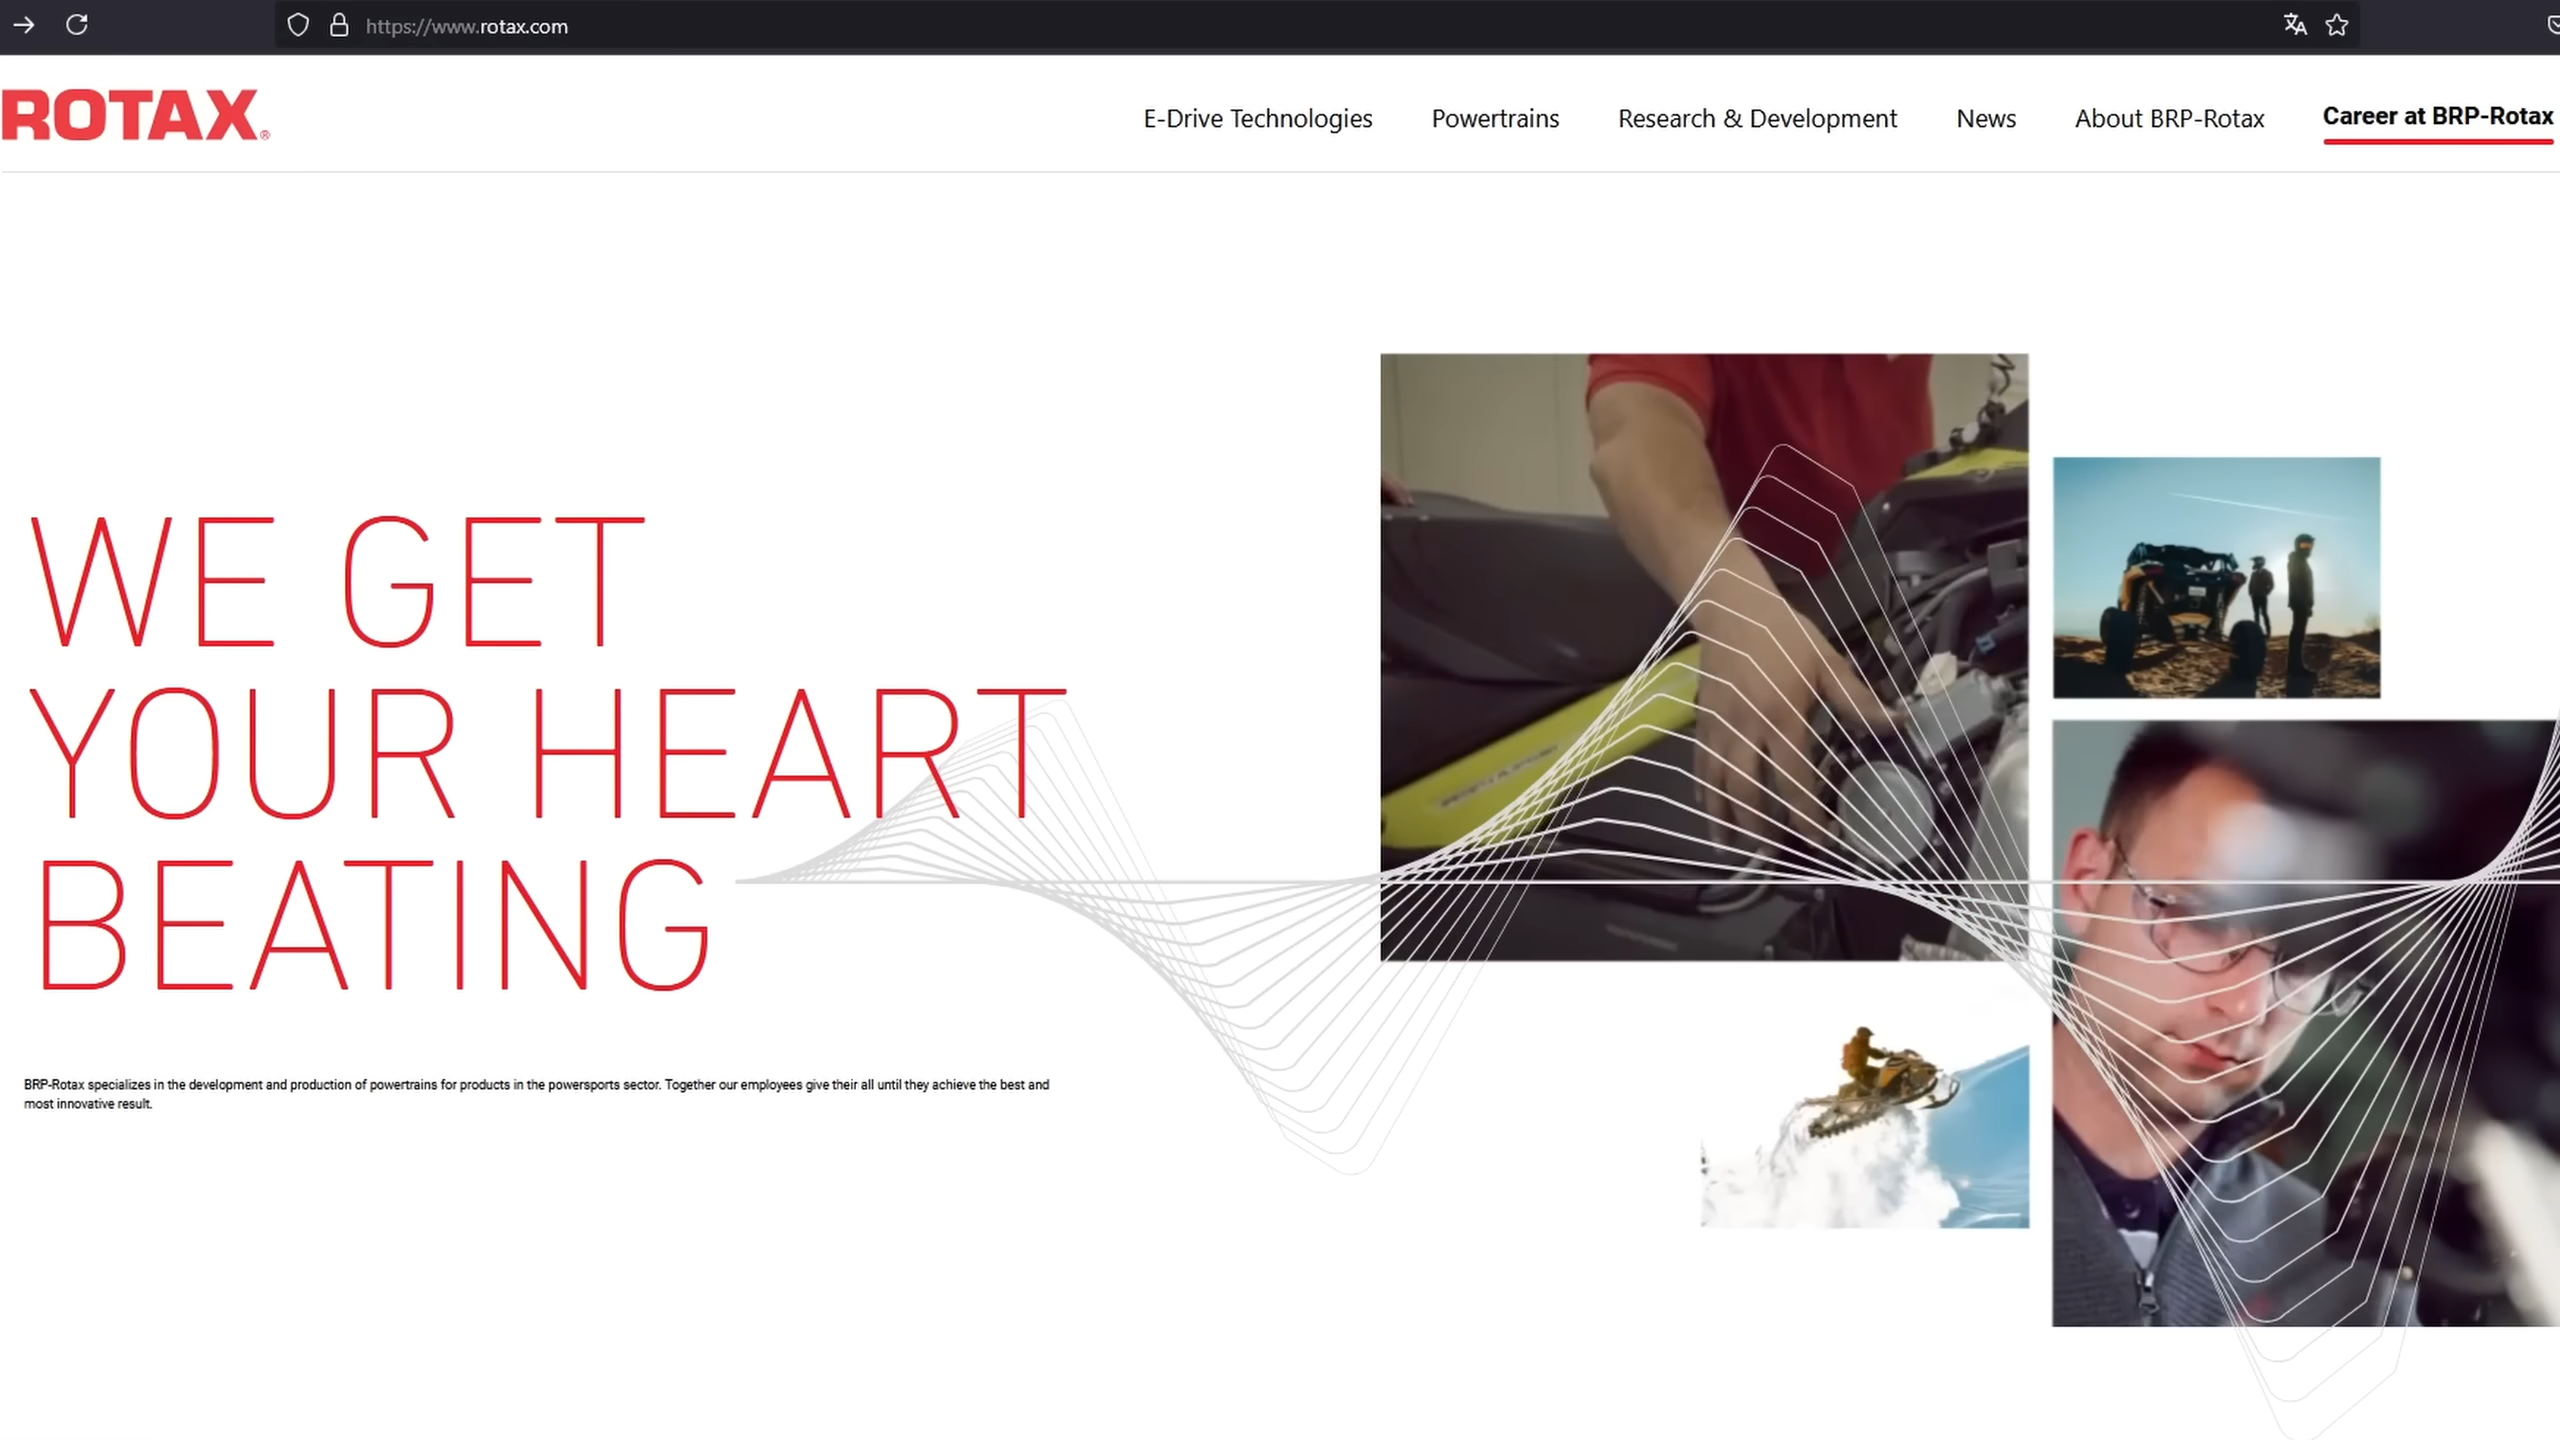 https://www.rotax.com
ROTAX®
E-Drive Technologies
Powertrains
Research & Development
News
About BRP-Rotax
Career at BRP-Rotax
WE GET
YOUR HEART
BEATING
BRP-Rotax specializes in the development and production of powertrains for products in the powersports sector. Together our employees give their all until they achieve the best and
most innovative result.